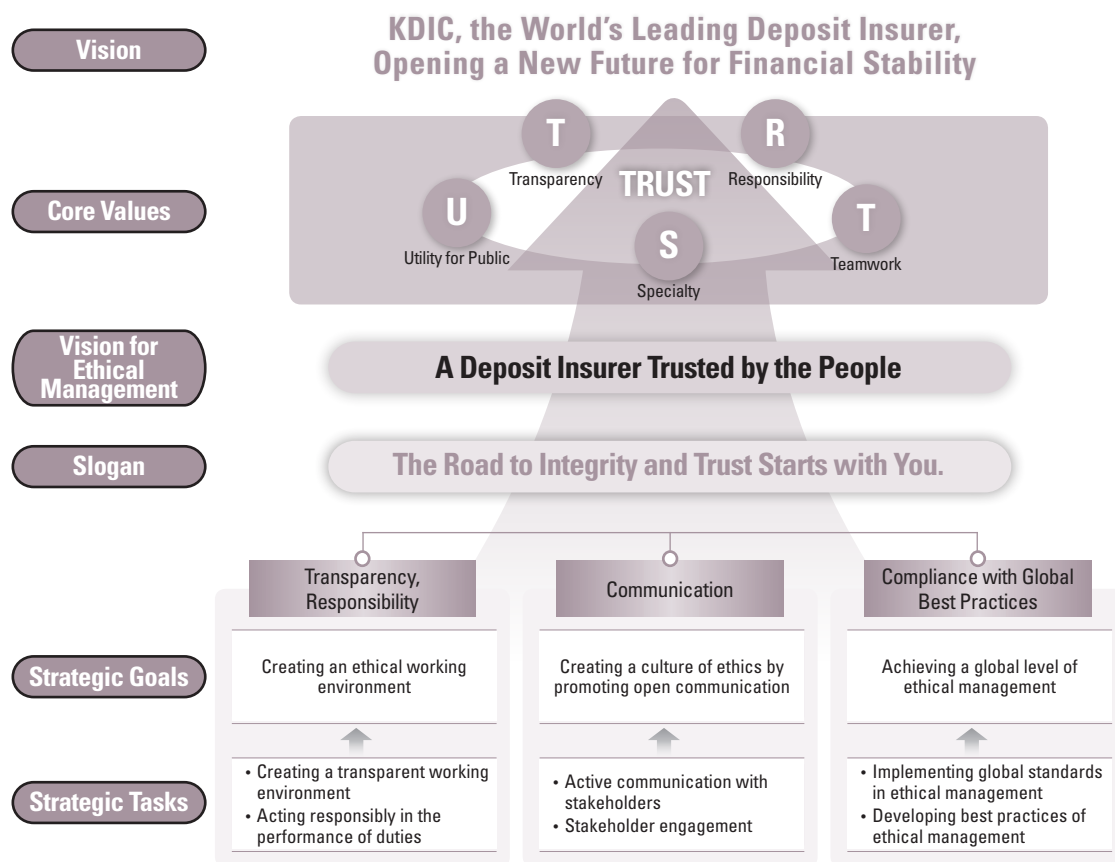 Vision
KDIC, the World's Leading Deposit Insurer,
Opening a New Future for Financial Stability
Core Values
T
Transparency
R
Responsibility
TRUST
U
Utility for Public
S
Specialty
T
Teamwork
Vision for
Ethical
Management
A Deposit Insurer Trusted by the People
Slogan
The Road to Integrity and Trust Starts with You.
Transparency,
Responsibility
Communication
Compliance with Global
Best Practices
Strategic Goals
Creating an ethical working
environment
Creating a culture of ethics by
promoting open communication
Achieving a global level of
ethical management
Strategic Tasks
• Creating a transparent working
environment
• Acting responsibly in the
performance of duties
• Active communication with
stakeholders
• Stakeholder engagement
• Implementing global standards
in ethical management
• Developing best practices of
ethical management